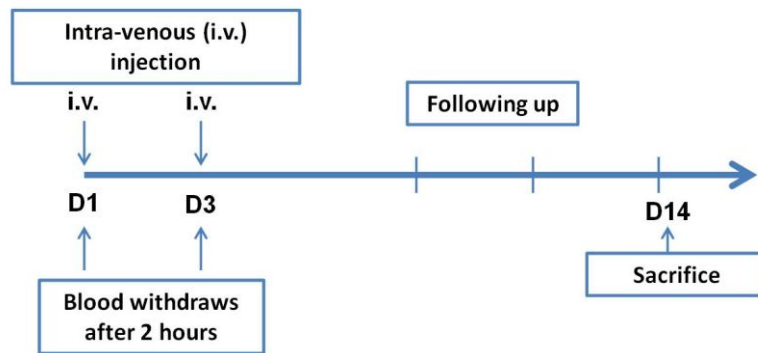 Intra-venous (i.v.)
injection
i.v.
i.v.
Following up
D1
D3
D14
Blood withdraws
after 2 hours
Sacrifice